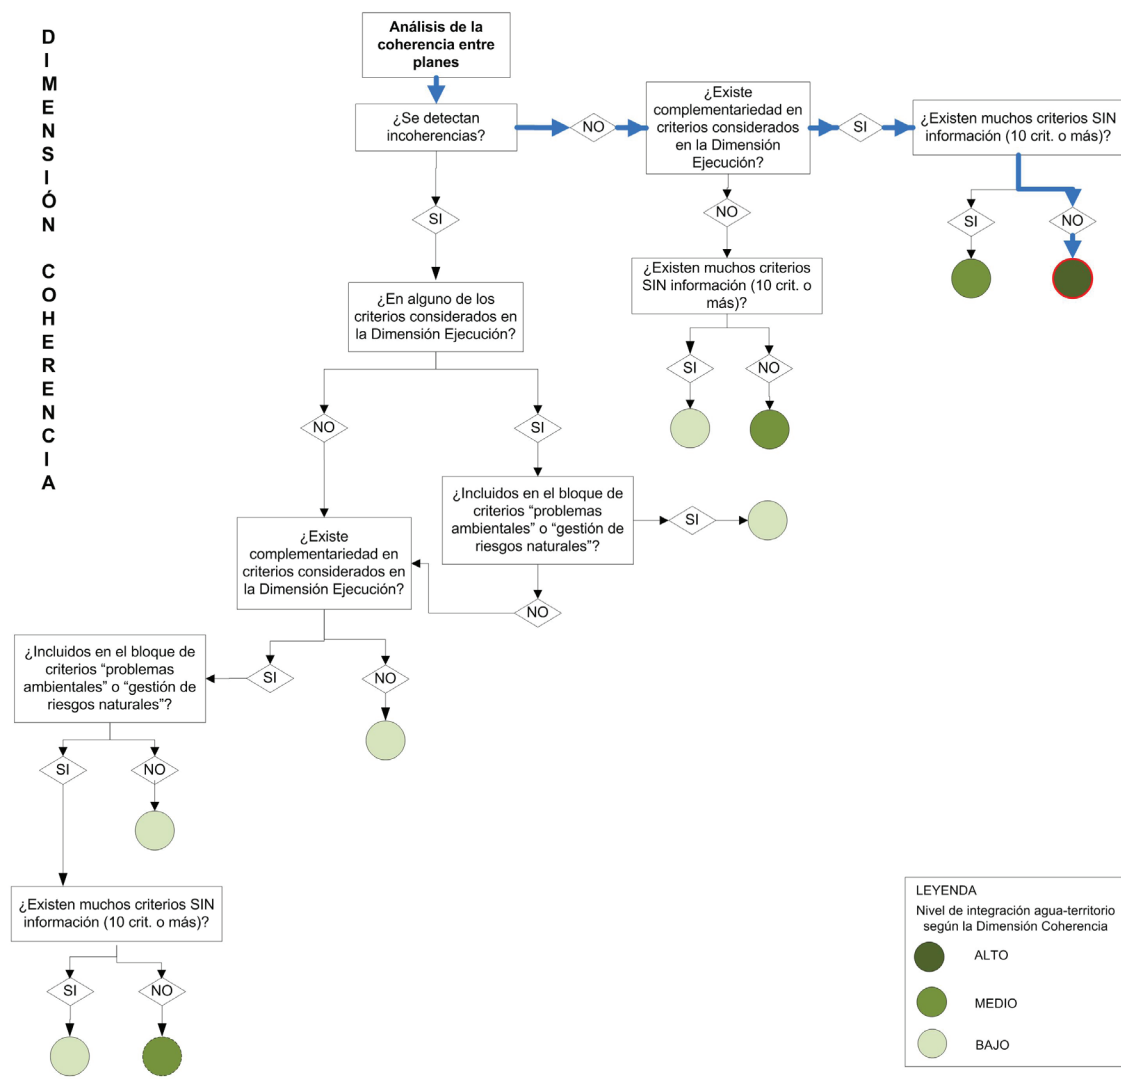 DIMENSIÓN COHERENCIA
Análisis de la
coherencia entre
planes
¿Se detectan
incoherencias?
NO
¿Existe
complementariedad en
criterios considerados
en la Dimensión
Ejecución?
SI
¿Existen muchos criterios SIN
información (10 crit. o más)?
SI
NO
NO
¿Existen muchos criterios
SIN información (10 crit. o
más)?
SI
NO
SI
¿En alguno de los
criterios considerados en
la Dimensión Ejecución?
NO
SI
¿Incluidos en el bloque de
criterios “problemas
ambientales” o “gestión de
riesgos naturales”?
SI
NO
¿Existe
complementariedad en
criterios considerados en
la Dimensión Ejecución?
SI
NO
¿Incluidos en el bloque de
criterios “problemas
ambientales” o “gestión de
riesgos naturales”?
SI
NO
¿Existen muchos criterios SIN
información (10 crit. o más)?
SI
NO
LEYENDA
Nivel de integración agua-territorio
según la Dimensión Coherencia
ALTO
MEDIO
BAJO